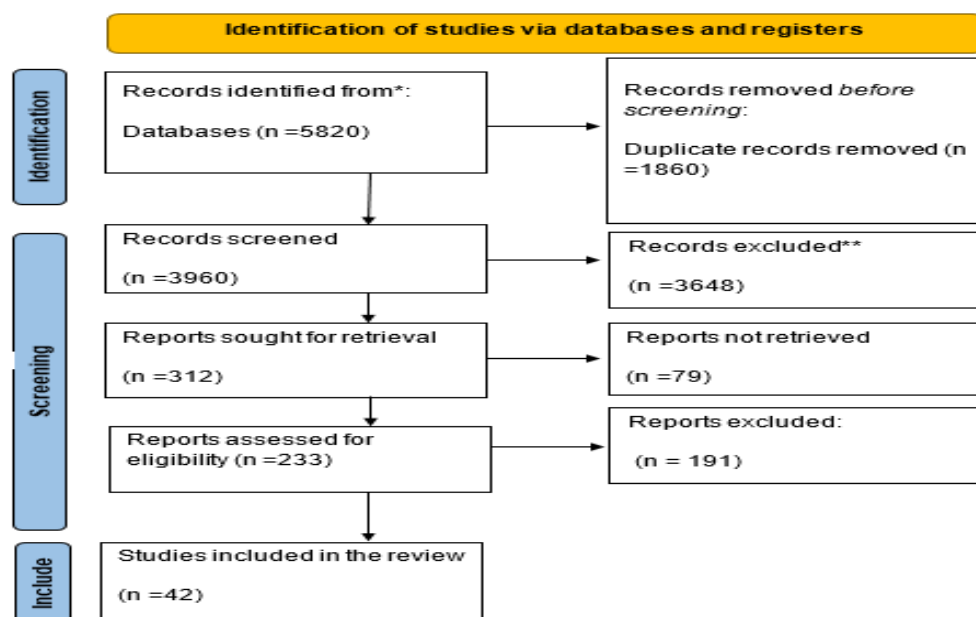 Identification of studies via databases and registers
Identification
Records identified from*:
Databases (n =5820)
Records removed before
screening:
Duplicate records removed (n
=1860)
Screening
Records screened
(n =3960)
Records excluded**
(n =3648)
Reports sought for retrieval
(n =312)
Reports not retrieved
(n =79)
Reports assessed for
eligibility (n =233)
Reports excluded:
(n = 191)
Include
Studies included in the review
(n =42)